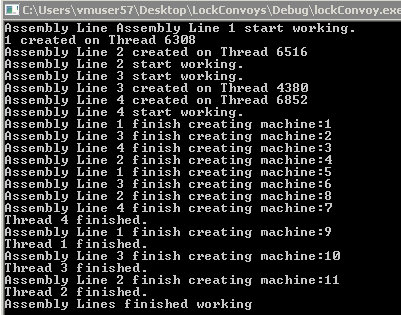 C:\Users\vmuser57\Desktop\LockConvoys\Debug\lockConvoy.exe
Assembly Line Assembly Line 1 start working.
1 created on Thread 6308
Assembly Line 2 created on Thread 6516
Assembly Line 2 start working.
Assembly Line 3 start working.
Assembly Line 3 created on Thread 4380
Assembly Line 4 created on Thread 6852
Assembly Line 4 start working.
Assembly Line 1 finish creating machine:1
Assembly Line 3 finish creating machine:2
Assembly Line 4 finish creating machine:3
Assembly Line 2 finish creating machine:4
Assembly Line 1 finish creating machine:5
Assembly Line 3 finish creating machine:6
Assembly Line 2 finish creating machine:8
Assembly Line 4 finish creating machine:7
Thread 4 finished.
Assembly Line 1 finish creating machine:9
Thread 1 finished.
Assembly Line 3 finish creating machine:10
Thread 3 finished.
Assembly Line 2 finish creating machine:11
Thread 2 finished.
Assembly Lines finished working